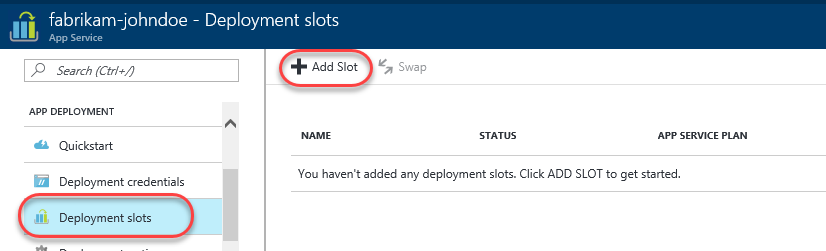 fabrikam-johndoe - Deployment slots
App Service
Search (Ctrl+/)
Add Slot
Swap
APP DEPLOYMENT
Quickstart
Deployment credentials
Deployment slots
NAME
STATUS
APP SERVICE PLAN
You haven't added any deployment slots. Click ADD SLOT to get started.